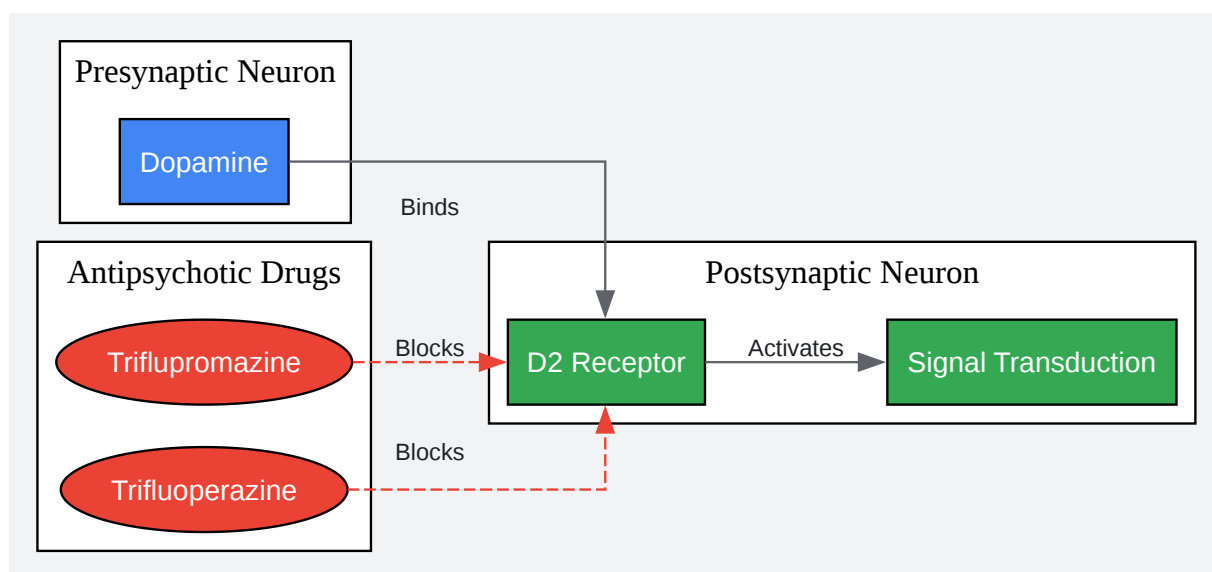 Presynaptic Neuron
Dopamine
Binds
Antipsychotic Drugs
Triflupromazine
Blocks
Trifluoperazine
Blocks
Postsynaptic Neuron
D2 Receptor
Activates
Signal Transduction